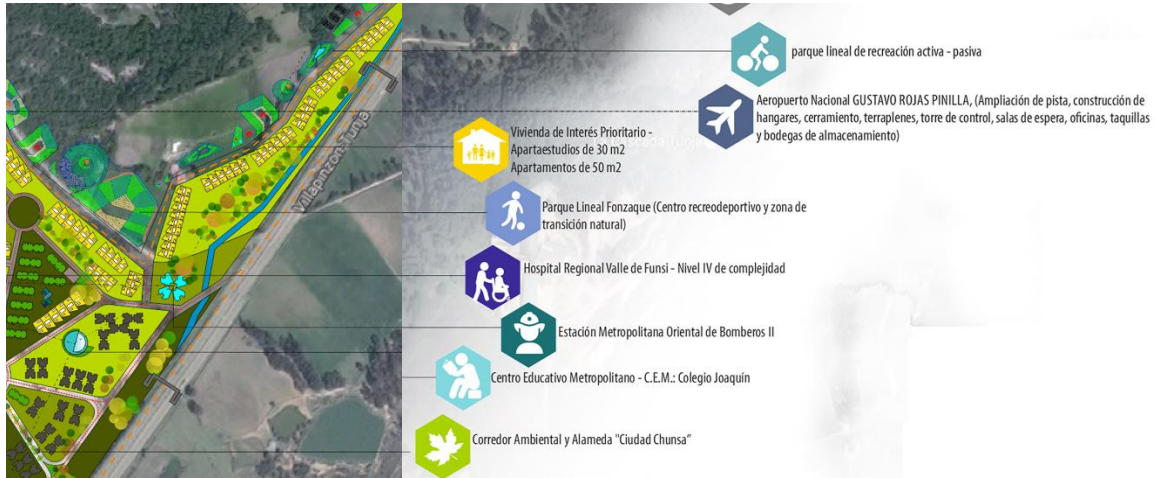 parque lineal de recreación activa - pasiva
Aeropuerto Nacional GUSTAVO ROJAS PINILLA, (Ampliación de pista, construcción de
hangares, cerramiento, terraplenes, torre de control, salas de espera, oficinas, taquillas
y bodegas de almacenamiento)
Vivienda de Interés Prioritario -
Apartaestudios de 30 m2
Apartamentos de 50 m2
Villapinzón-Tunja
Parque Lineal Fonzaque (Centro recreodeportivo y zona de
transición natural)
Hospital Regional Valle de Funsi - Nivel IV de complejidad
Estación Metropolitana Oriental de Bomberos II
Centro Educativo Metropolitano - C.E.M.: Colegio Joaquín
Corredor Ambiental y Alameda "Ciudad Chunsa”